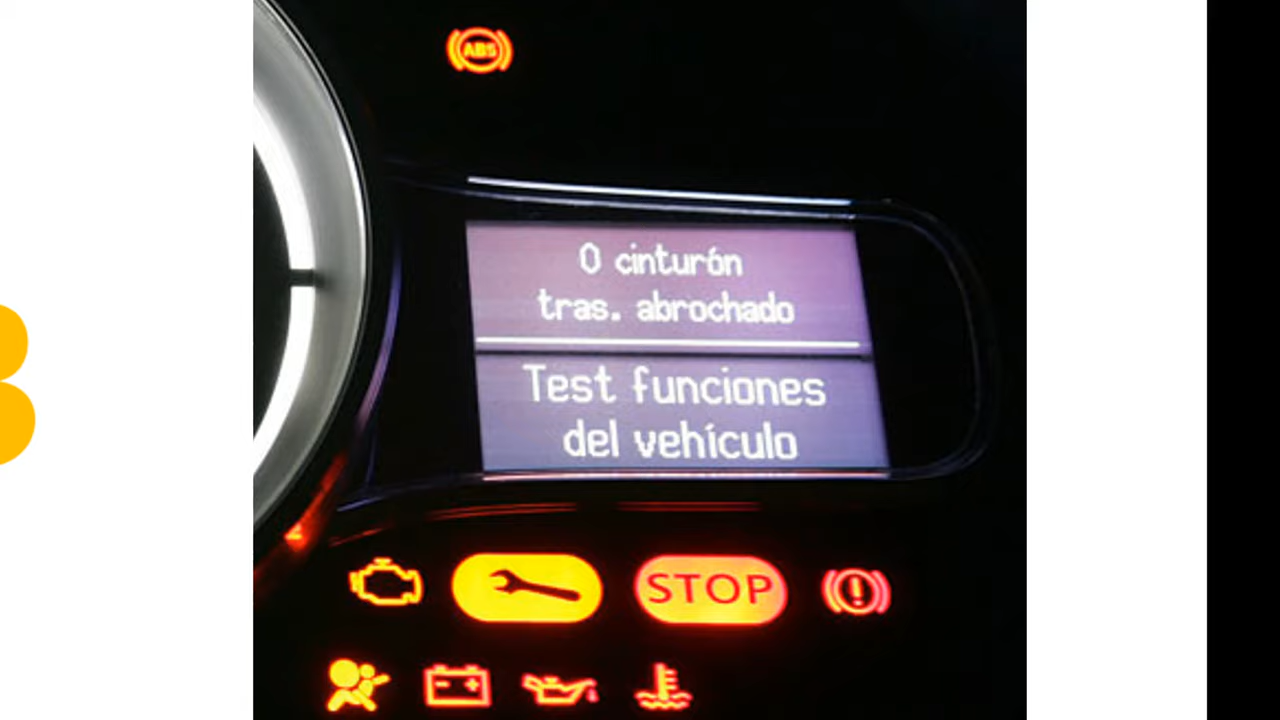 ABS
0 cinturón
tras. abrochado
Test funciones
del vehículo
STOP